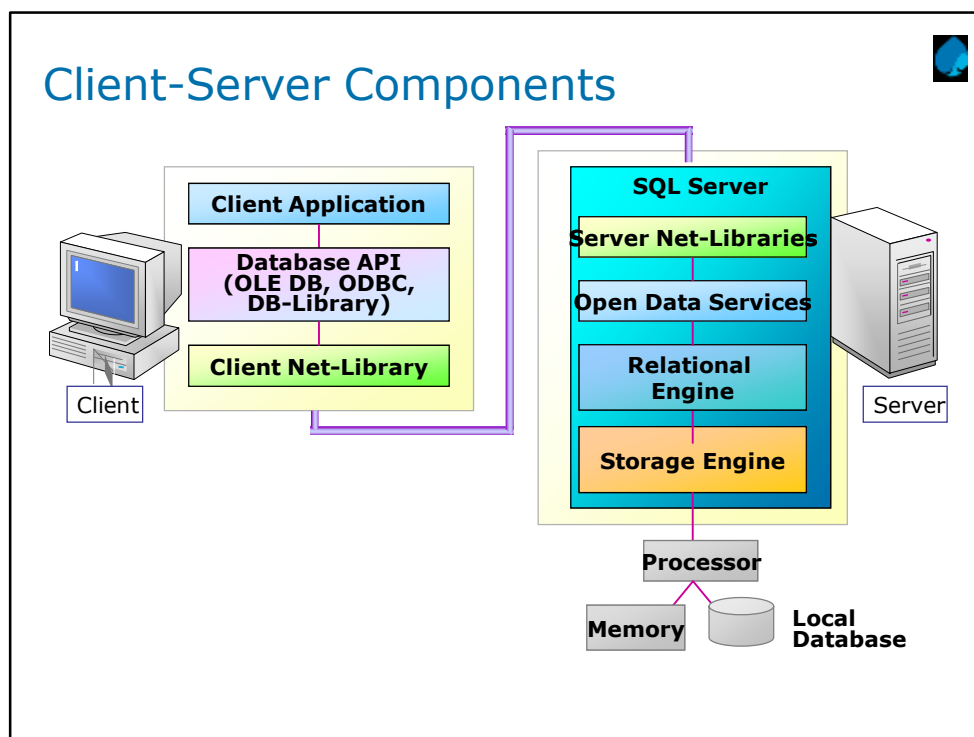 Client-Server Components
Client Application
Database API
(OLE DB, ODBC,
DB-Library)
Client Net-Library
Client
SQL Server
Server Net-Libraries
Open Data Services
Relational
Engine
Storage Engine
Server
Processor
Memory
Local
Database